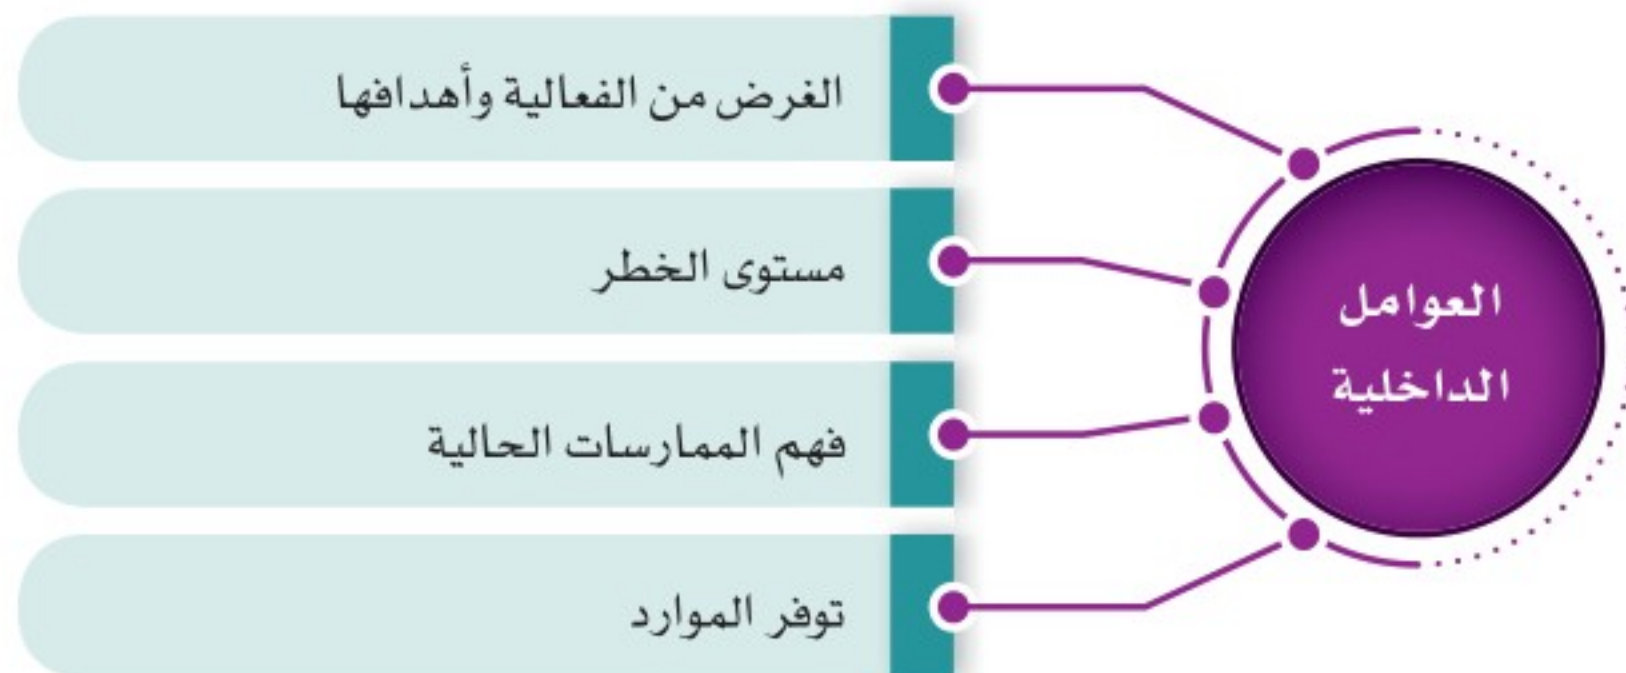 العوامل
الداخلية
الغرض من الفعالية وأهدافها
مستوى الخطر
فهم الممارسات الحالية
توفر الموارد